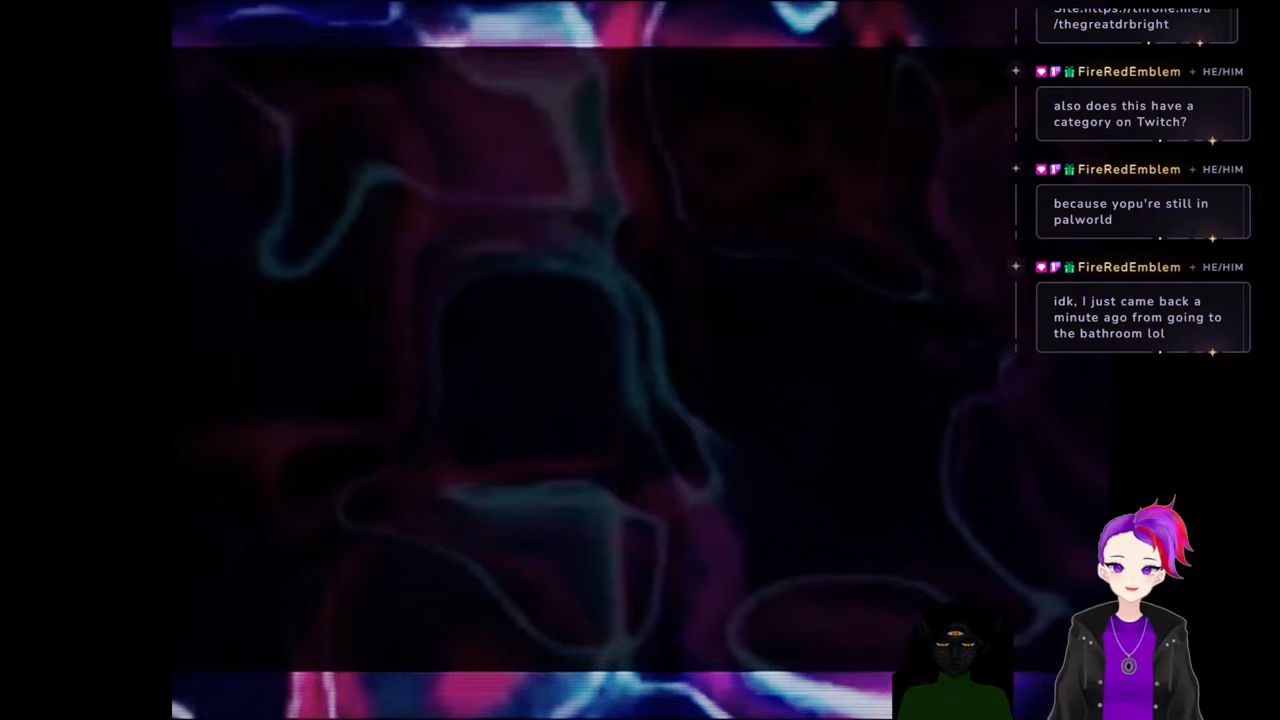 /thegreatdrbright
FireRedEmblem + HE/HIM
also does this have a
category on Twitch?
FireRedEmblem + HE/HIM
because yopu're still in
palworld
FireRedEmblem + HE/HIM
idk, I just came back a
minute ago from going to
the bathroom lol